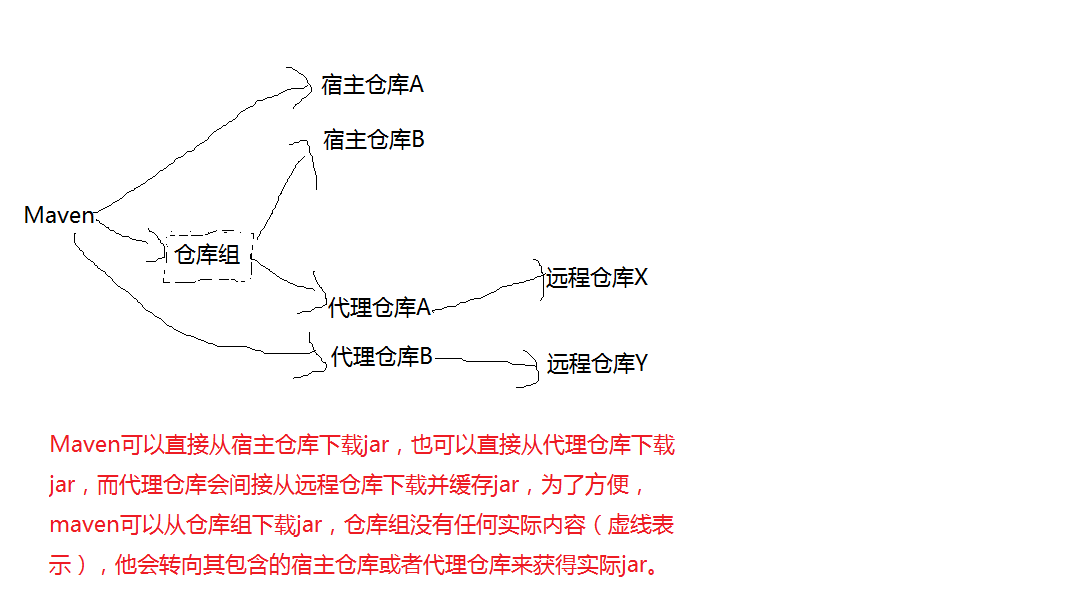 宿主仓库A
宿主仓库B
Maven
仓库组
远程仓库X
代理仓库A
代理仓库B
远程仓库Y
Maven可以直接从宿主仓库下载jar，也可以直接从代理仓库下载
jar，而代理仓库会间接从远程仓库下载并缓存jar，为了方便，
maven可以从仓库组下载jar，仓库组没有任何实际内容（虚线表
示），他会转向其包含的宿主仓库或者代理仓库来获得实际jar。